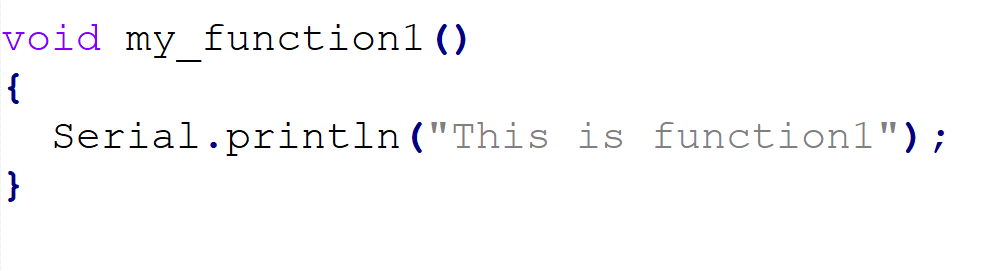 void my_function1()
{
  Serial.println("This is function1");
}